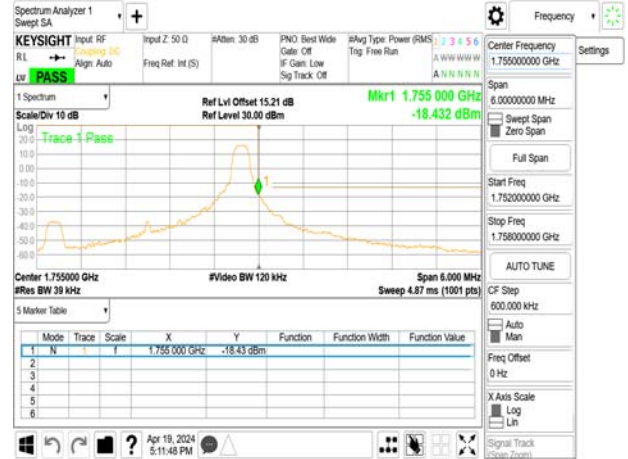 Spectrum Analyzer 1
Swept SA
+
Frequency
KEYSIGHT
Input: RF
Coupling: DC
Align: Auto
Input Z: 50 Ω
Freq Ref: Int (S)
#Atten: 30 dB
PNO: Best Wide
Gate: Off
IF Gain: Low
Sig Track: Off
#Avg Type: Power (RMS
Trig: Free Run
1 2 3 4 5 6
A W W W W W
A N N N N N
RL
LW
PASS
Center Frequency
1.755000000 GHz
Settings
Span
6.00000000 MHz
Swept Span
Zero Span
Full Span
Start Freq
1.752000000 GHz
Stop Freq
1.758000000 GHz
AUTO TUNE
CF Step
600.000 kHz
Auto
Man
Freq Offset
0 Hz
X Axis Scale
Log
Lin
Signal Track
(Span Zoom)
1 Spectrum
Scale/Div 10 dB
Ref Lvl Offset 15.21 dB
Ref Level 30.00 dBm
Mkr1 1.755 000 GHz
-18.432 dBm
Log
Trace 1 Pass
20.0
10.0
0.00
-10.0
-20.0
-30.0
-40.0
-50.0
-60.0
1
Center 1.755000 GHz
#Res BW 39 kHz
#Video BW 120 kHz
Span 6.000 MHz
Sweep 4.87 ms (1001 pts)
5 Marker Table
Mode Trace Scale X Y Function Function Width Function Value
1 N 1 f 1.755 000 GHz -18.43 dBm
2
3
4
5
6
? Apr 19, 2024
5:11:48 PM